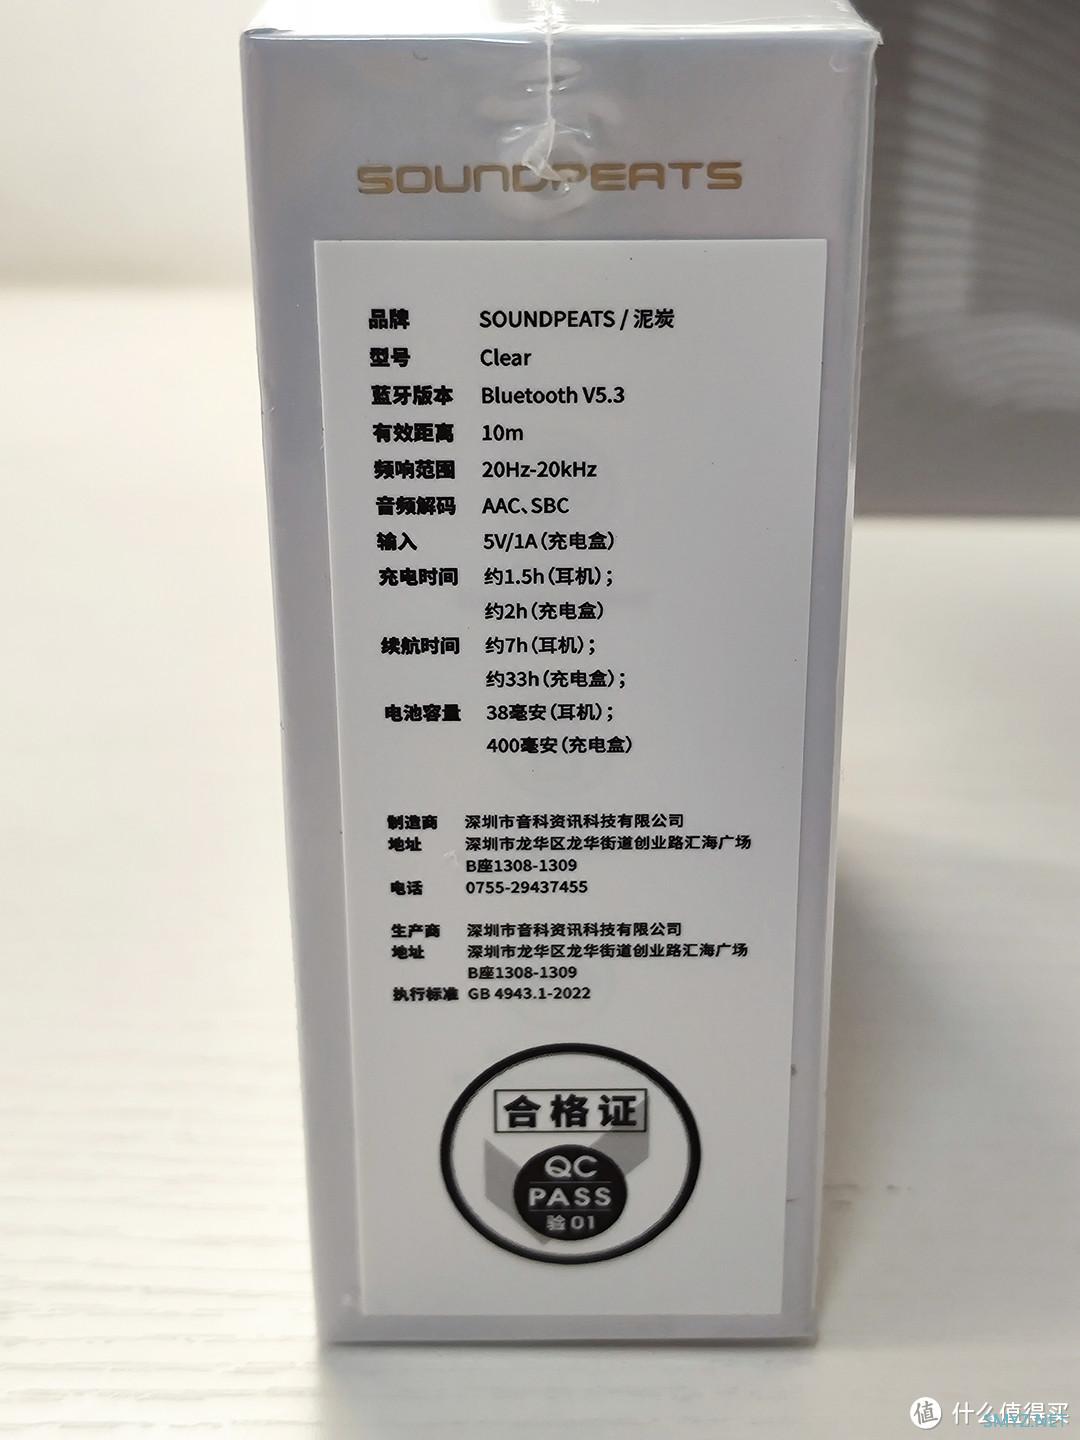 SOUNDPEATS
品牌 SOUNDPEATS / 泥炭
型号 Clear
蓝牙版本 Bluetooth V5.3
有效距离 10m
频响范围 20Hz-20kHz
音频解码 AAC、SBC
输入 5V/1A（充电盒）
充电时间 约1.5h（耳机）；
约2h（充电盒）
续航时间 约7h（耳机）；
约33h（充电盒）；
电池容量 38毫安（耳机）；
400毫安（充电盒）
制造商 深圳市音科资讯科技有限公司
地址 深圳市龙华区龙华街道创业路汇海广场
B座1308-1309
电话 0755-29437455
生产商 深圳市音科资讯科技有限公司
地址 深圳市龙华区龙华街道创业路汇海广场
B座1308-1309
执行标准 GB 4943.1-2022
合格证
QC
PASS
验01
值 什么值得买
SMYZ.NET